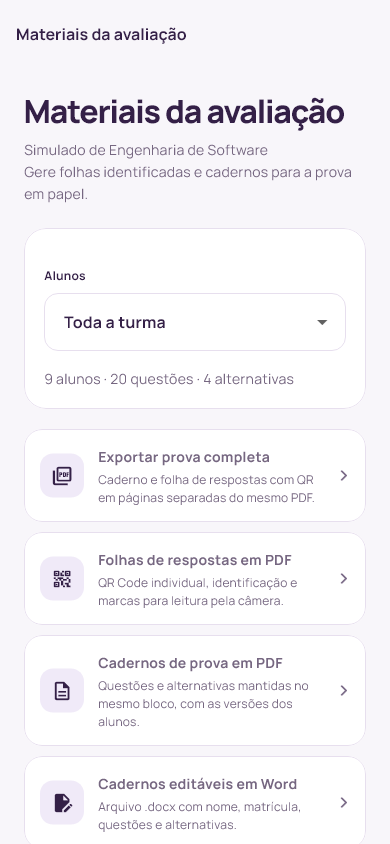 Materiais da avaliação
Materiais da avaliação
Simulado de Engenharia de Software
Gere folhas identificadas e cadernos para a prova
em papel.
Alunos
Toda a turma
9 alunos · 20 questões · 4 alternativas
PDF
Exportar prova completa
Caderno e folha de respostas com QR
em páginas separadas do mesmo PDF.
Folhas de respostas em PDF
QR Code individual, identificação e
marcas para leitura pela câmera.
Cadernos de prova em PDF
Questões e alternativas mantidas no
mesmo bloco, com as versões dos
alunos.
Cadernos editáveis em Word
Arquivo .docx com nome, matrícula,
questões e alternativas.